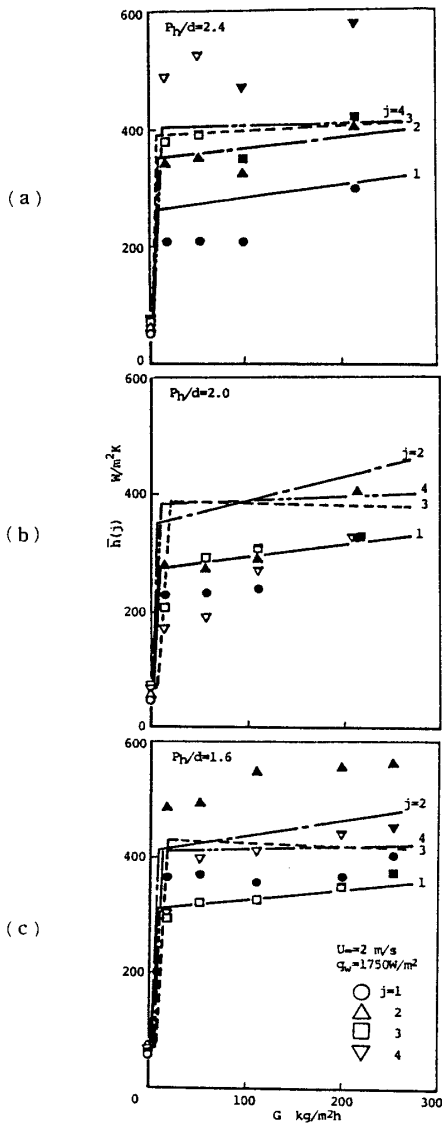 (a)
600
Ph/d=2.4
400
200
0
j=4
3
2
1
(b)
h̄(j) W/m²K
600
Ph/d=2.0
400
200
0
j=2
4
3
1
(c)
600
Ph/d=1.6
400
200
0
j=2
4
3
1
U∞=2 m/s
qw=1750W/m²
j=1
2
3
4
0 100 200 300
G kg/m²h